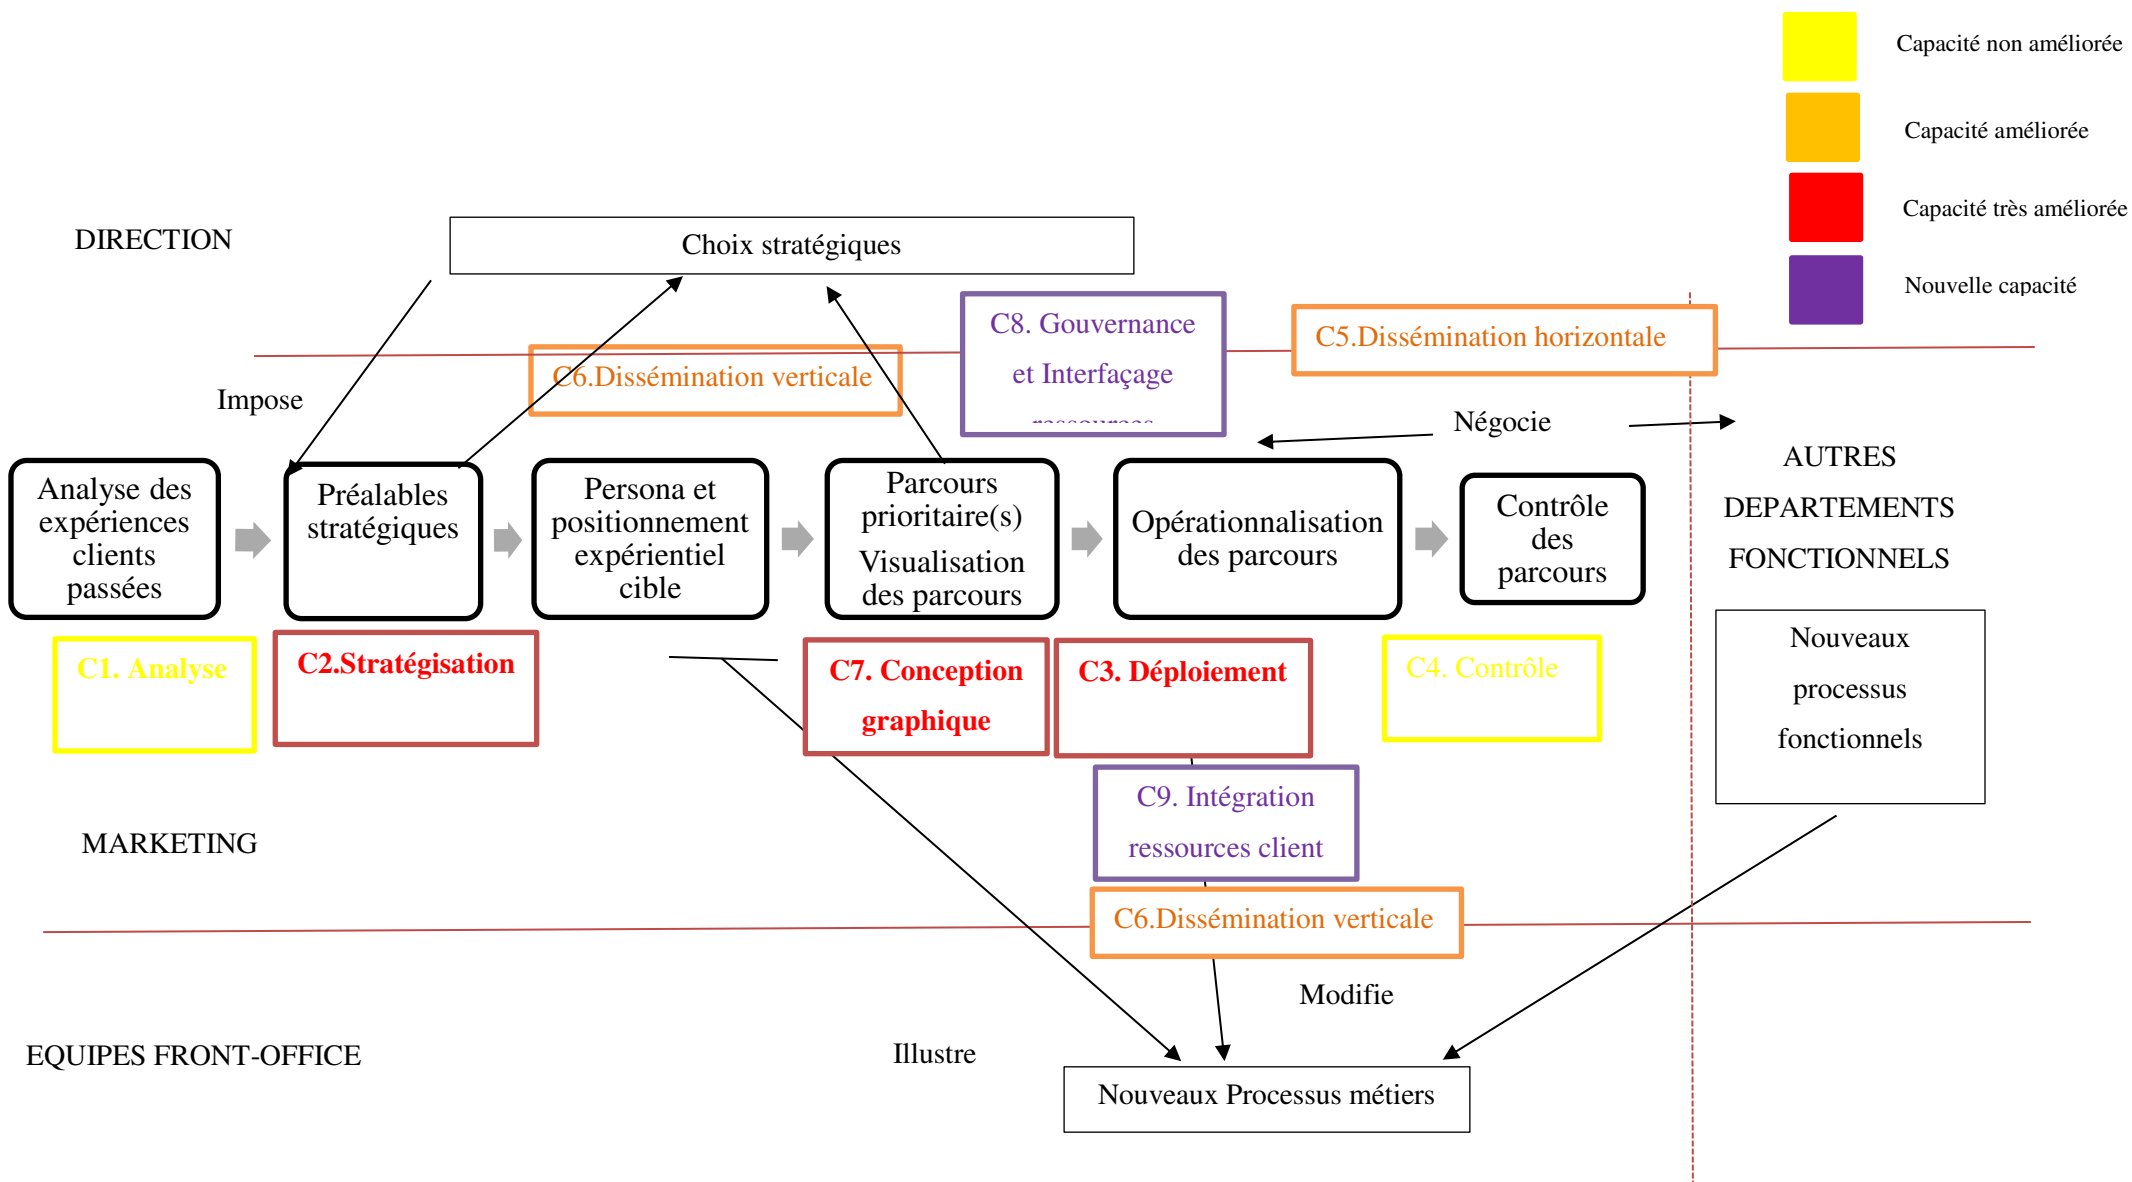 Capacité non améliorée
Capacité améliorée
Capacité très améliorée
Nouvelle capacité
DIRECTION
Choix stratégiques
C8. Gouvernance
et Interfaçage
ressources
C5.Dissémination horizontale
C6.Dissémination verticale
Impose
Négocie
Analyse des
expériences
clients
passées
Préalables
stratégiques
Persona et
positionnement
expérientiel
cible
Parcours
prioritaire(s)
Visualisation
des parcours
Opérationnalisation
des parcours
Contrôle
des
parcours
AUTRES
DEPARTEMENTS
FONCTIONNELS
C1. Analyse
C2.Stratégisation
C7. Conception
graphique
C3. Déploiement
C4. Contrôle
Nouveaux
processus
fonctionnels
C9. Intégration
ressources client
MARKETING
C6.Dissémination verticale
Modifie
EQUIPES FRONT-OFFICE
Illustre
Nouveaux Processus métiers